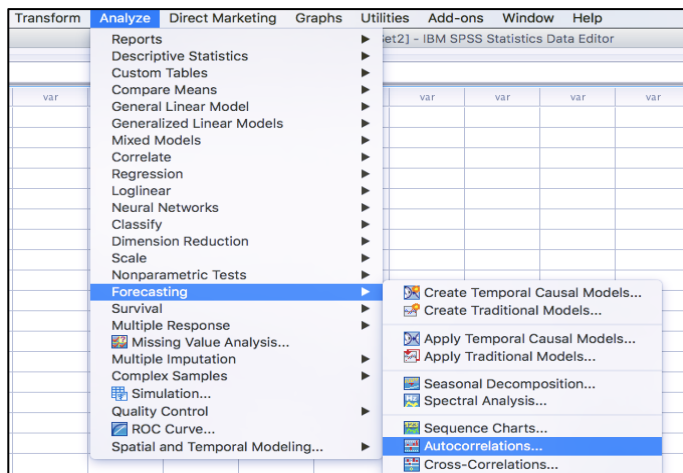 Transform Analyze Direct Marketing Graphs Utilities Add-ons Window Help
Set2] - IBM SPSS Statistics Data Editor
var var var var var
Reports
Descriptive Statistics
Custom Tables
Compare Means
General Linear Model
Generalized Linear Models
Mixed Models
Correlate
Regression
Loglinear
Neural Networks
Classify
Dimension Reduction
Scale
Nonparametric Tests
Forecasting
Survival
Multiple Response
Missing Value Analysis...
Multiple Imputation
Complex Samples
Simulation...
Quality Control
ROC Curve...
Spatial and Temporal Modeling...
Create Temporal Causal Models...
Create Traditional Models...
Apply Temporal Causal Models...
Apply Traditional Models...
Seasonal Decomposition...
Spectral Analysis...
Sequence Charts...
Autocorrelations...
Cross-Correlations...